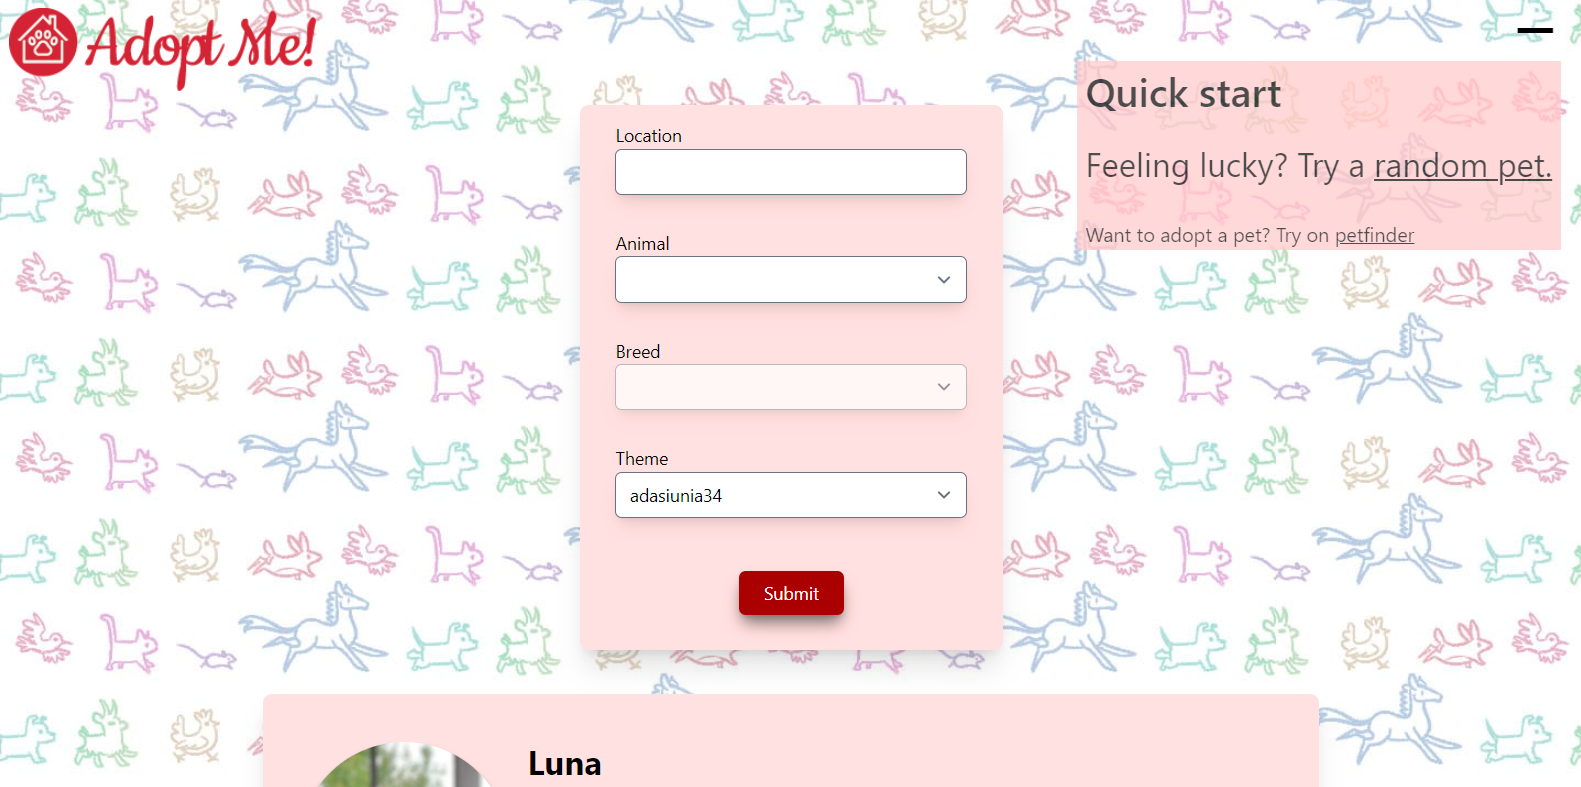 Adopt Me!
Quick start
Feeling lucky? Try a random pet.
Want to adopt a pet? Try on petfinder
Location
Animal
Breed
Theme
adasiunia34
Submit
Luna